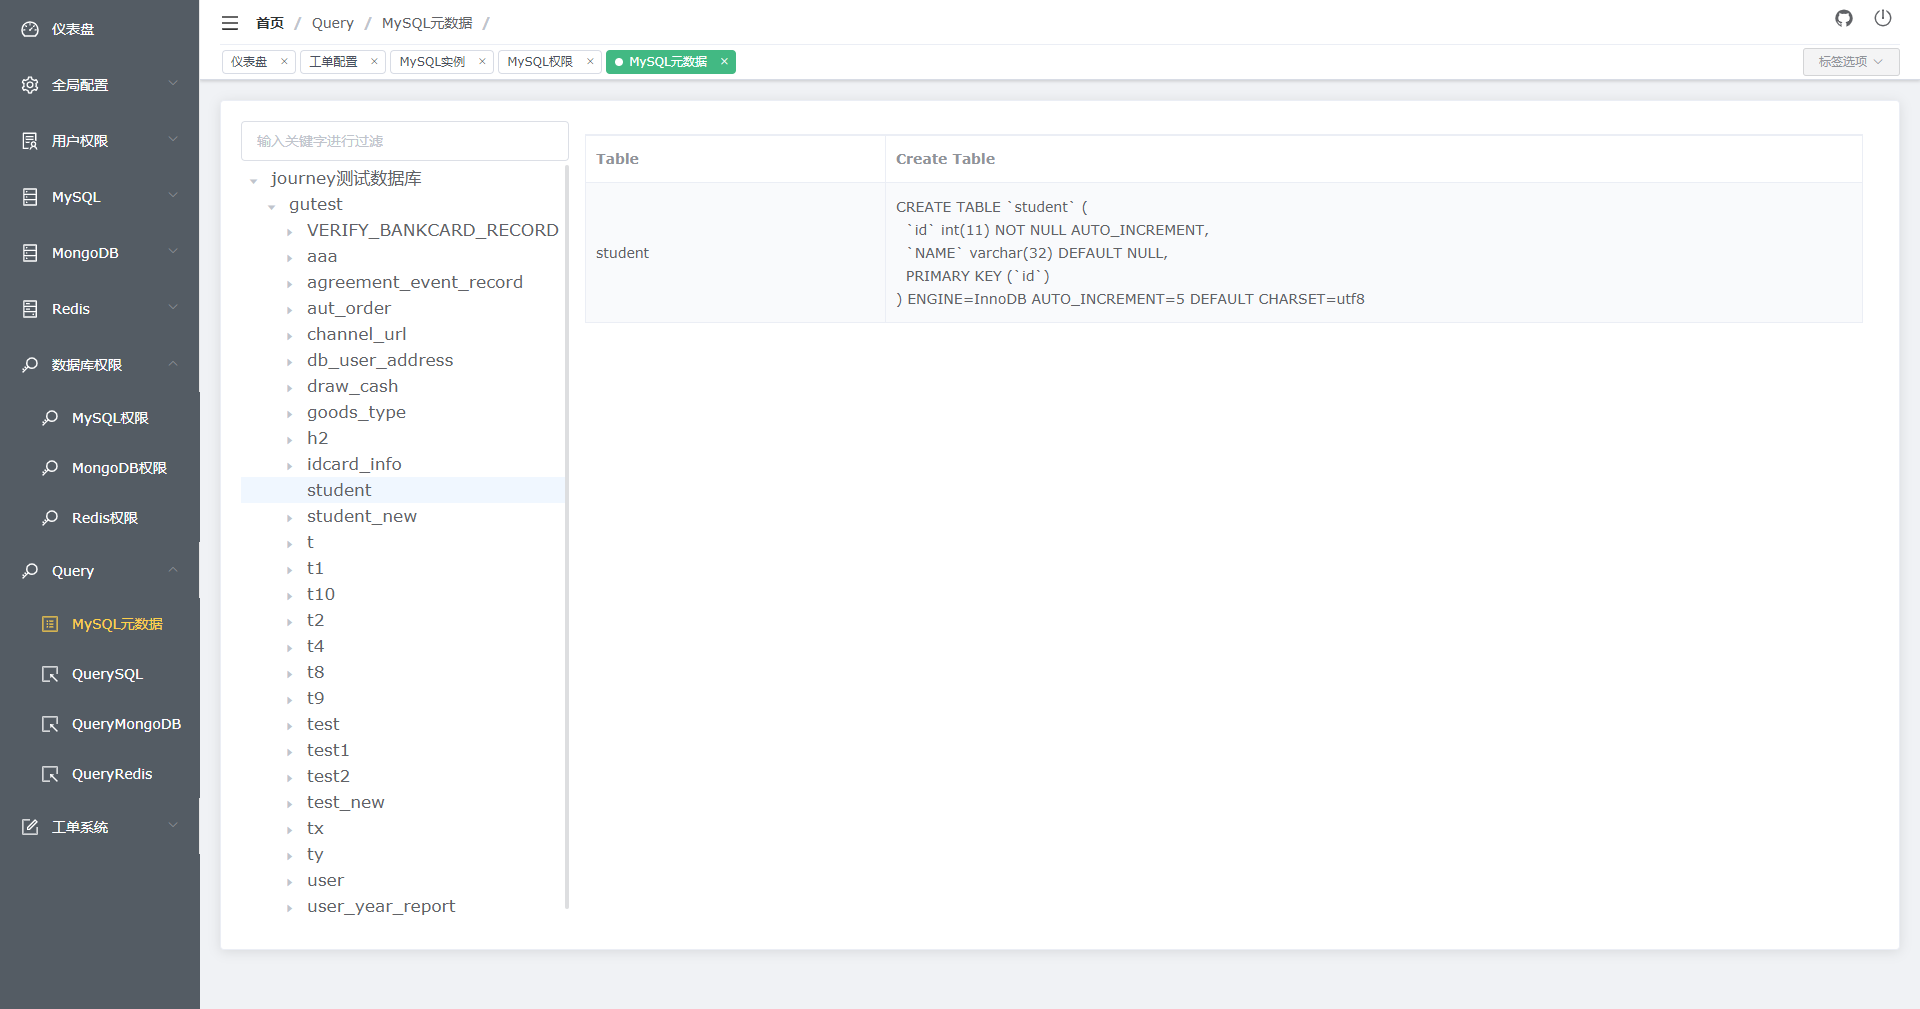 仪表盘
全局配置
用户权限
MySQL
MongoDB
Redis
数据库权限
MySQL权限
MongoDB权限
Redis权限
Query
MySQL元数据
QuerySQL
QueryMongoDB
QueryRedis
工单系统
首页 / Query / MySQL元数据 /
仪表盘 × 工单配置 × MySQL实例 × MySQL权限 × MySQL元数据 × 标签选项
输入关键字进行过滤
journey测试数据库
gutest
VERIFY_BANKCARD_RECORD
aaa
agreement_event_record
aut_order
channel_url
db_user_address
draw_cash
goods_type
h2
idcard_info
student
student_new
t
t1
t10
t2
t4
t8
t9
test
test1
test2
test_new
tx
ty
user
user_year_report
Table Create Table
student
CREATE TABLE `student` (
`id` int(11) NOT NULL AUTO_INCREMENT,
`NAME` varchar(32) DEFAULT NULL,
PRIMARY KEY (`id`)
) ENGINE=InnoDB AUTO_INCREMENT=5 DEFAULT CHARSET=utf8